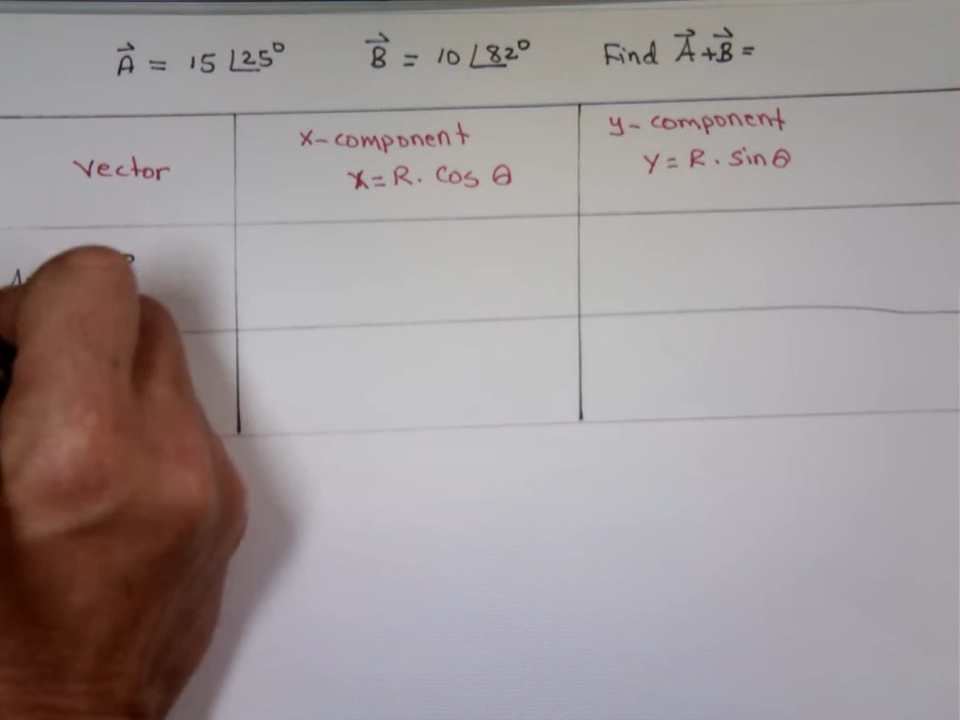 A⃗ = 15 ∠25° B⃗ = 10 ∠82° Find A⃗+B⃗ =
Vector
x-component
x=R. cos θ
y-component
y=R. sin θ